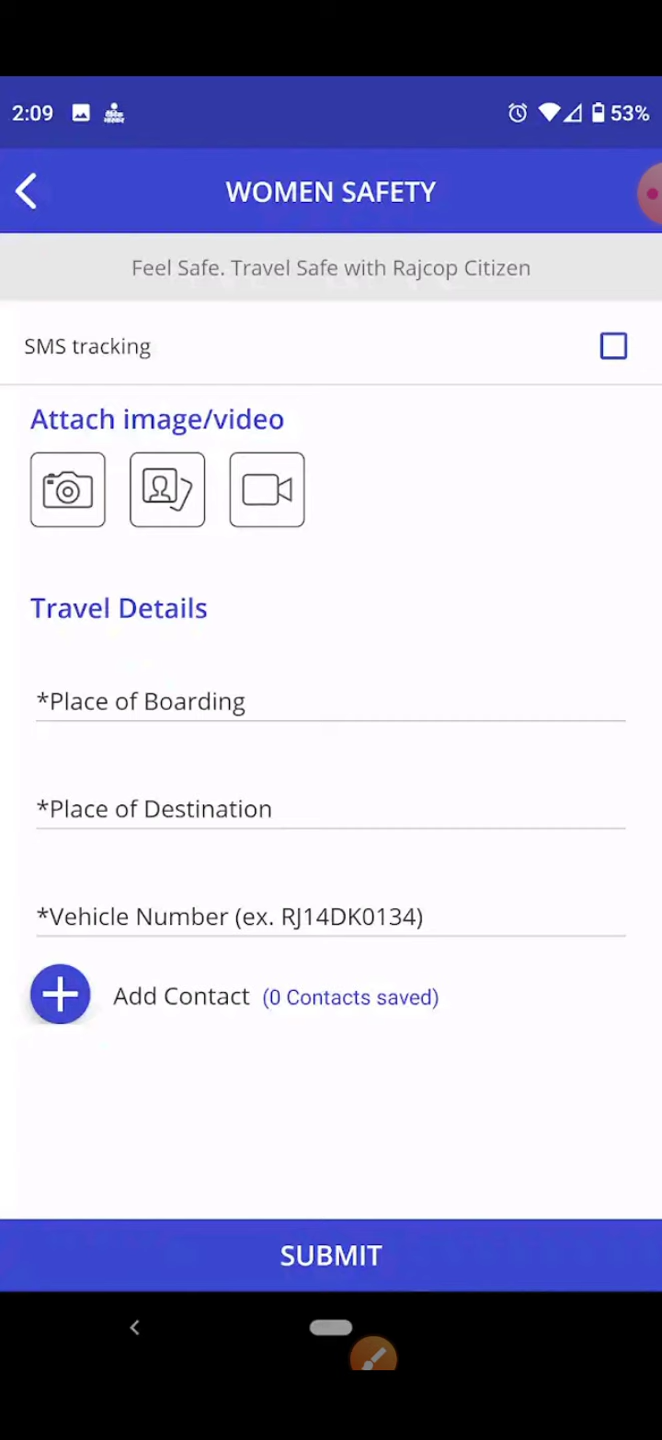 2:09
53%
WOMEN SAFETY
Feel Safe. Travel Safe with Rajcop Citizen
SMS tracking
Attach image/video
Travel Details
*Place of Boarding
*Place of Destination
*Vehicle Number (ex. RJ14DK0134)
Add Contact (0 Contacts saved)
SUBMIT